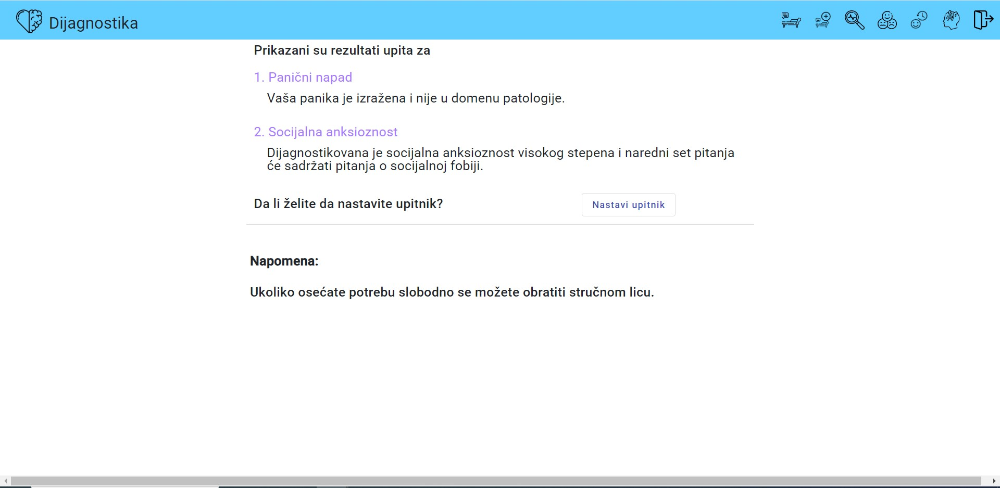 Dijagnostika
Prikazani su rezultati upita za
1. Panični napad
Vaša panika je izražena i nije u domenu patologije.
2. Socijalna anksioznost
Dijagnostikovana je socijalna anksioznost visokog stepena i naredni set pitanja
će sadržati pitanja o socijalnoj fobiji.
Da li želite da nastavite upitnik?
Nastavi upitnik
Napomena:
Ukoliko osećate potrebu slobodno se možete obratiti stručnom licu.